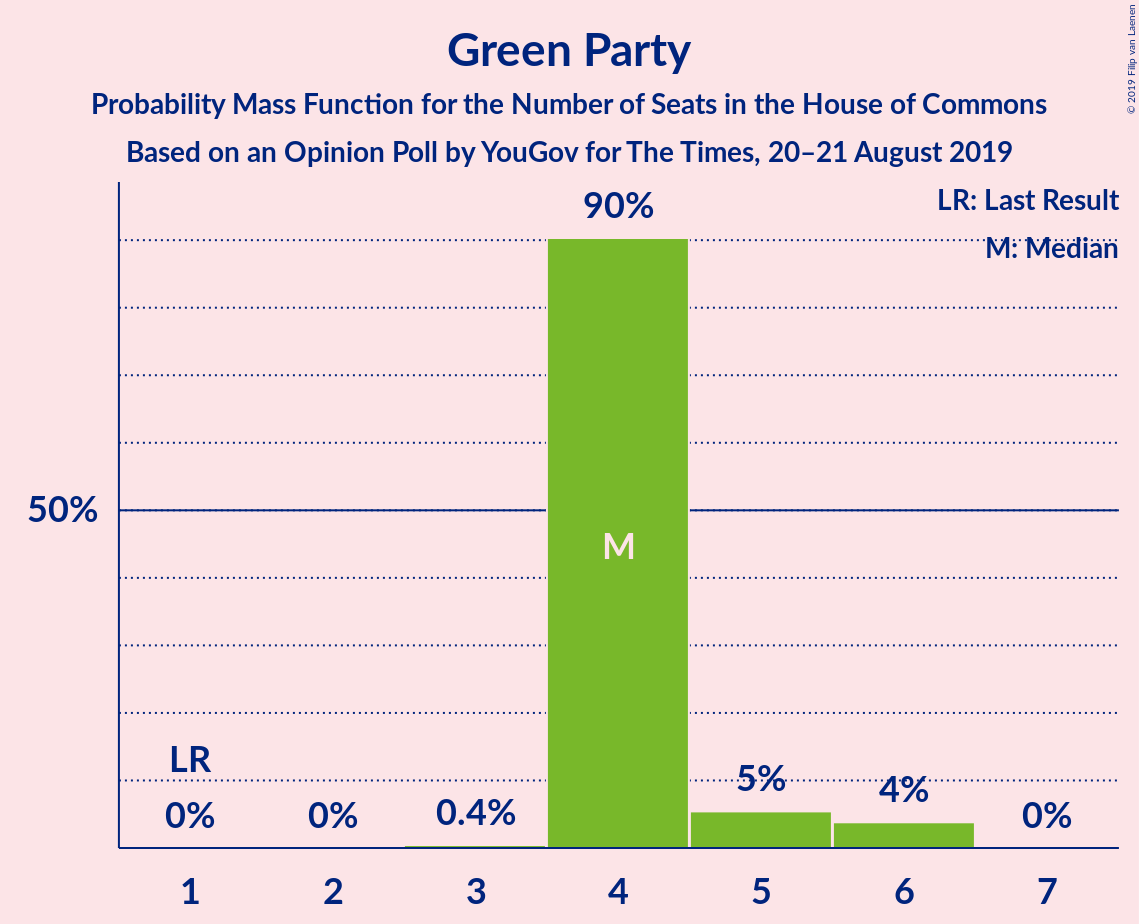 © 2019 Filip van Laenen
Green Party
Probability Mass Function for the Number of Seats in the House of Commons
Based on an Opinion Poll by YouGov for The Times, 20–21 August 2019
LR: Last Result
M: Median
90%
50%
M
LR
0%
0%
0.4%
5%
4%
0%
1 2 3 4 5 6 7